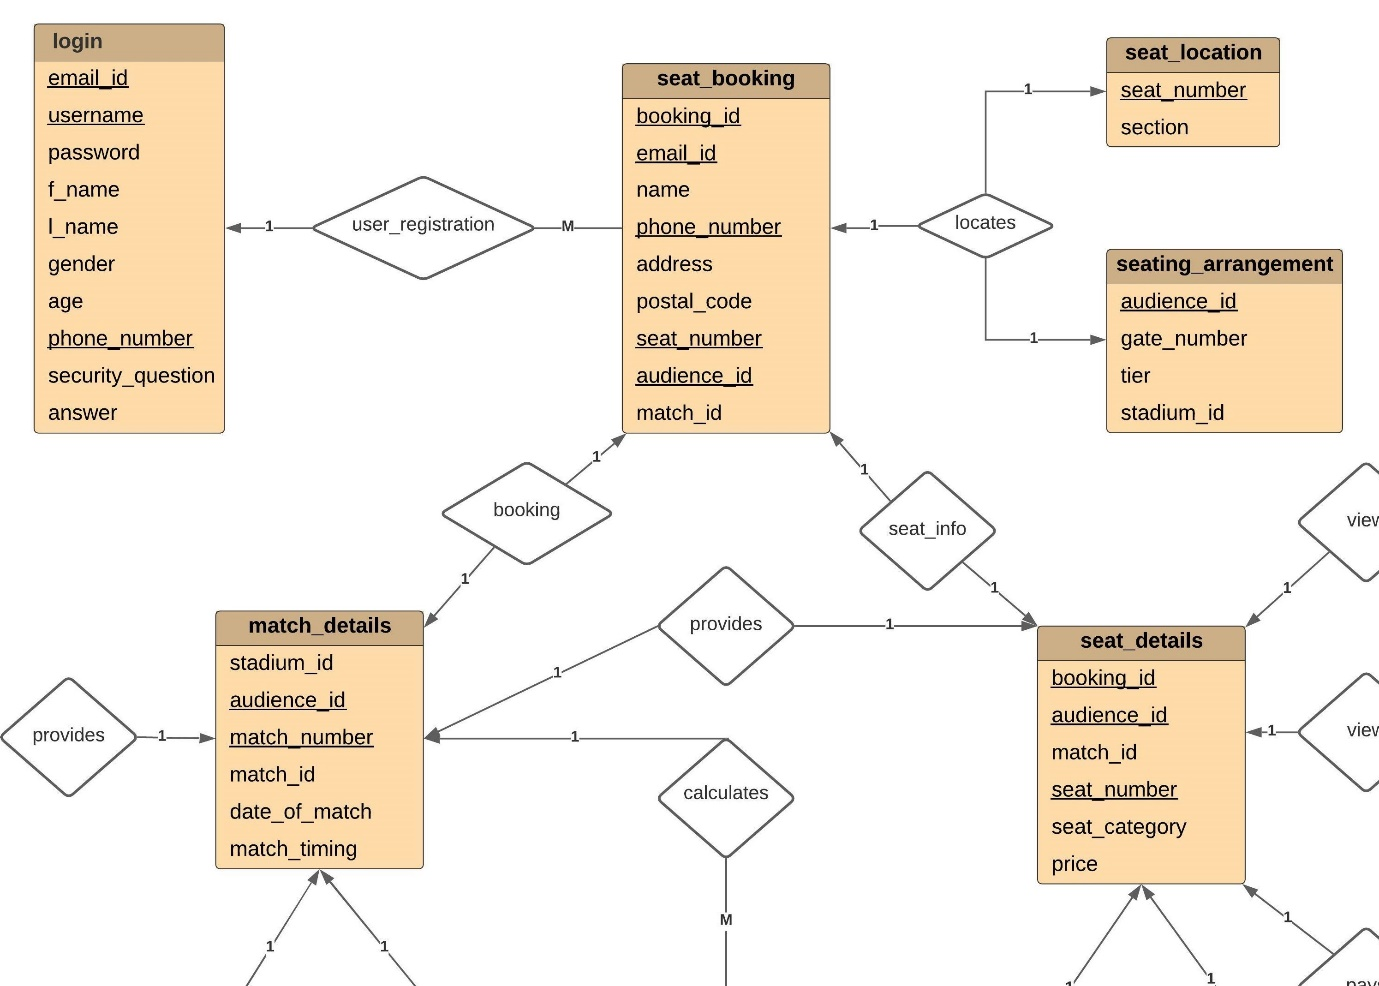 login
email_id
username
password
f_name
l_name
gender
age
phone_number
security_question
answer
1
user_registration
M
seat_booking
booking_id
email_id
name
phone_number
address
postal_code
seat_number
audience_id
match_id
1
locates
1
seat_location
seat_number
section
1
seating_arrangement
audience_id
gate_number
tier
stadium_id
1
booking
1
1
seat_info
1
provides
1
match_details
stadium_id
audience_id
match_number
match_id
date_of_match
match_timing
1
provides
1
1
calculates
M
1
1
view
1
seat_details
booking_id
audience_id
match_id
seat_number
seat_category
price
1
view
1
1
1